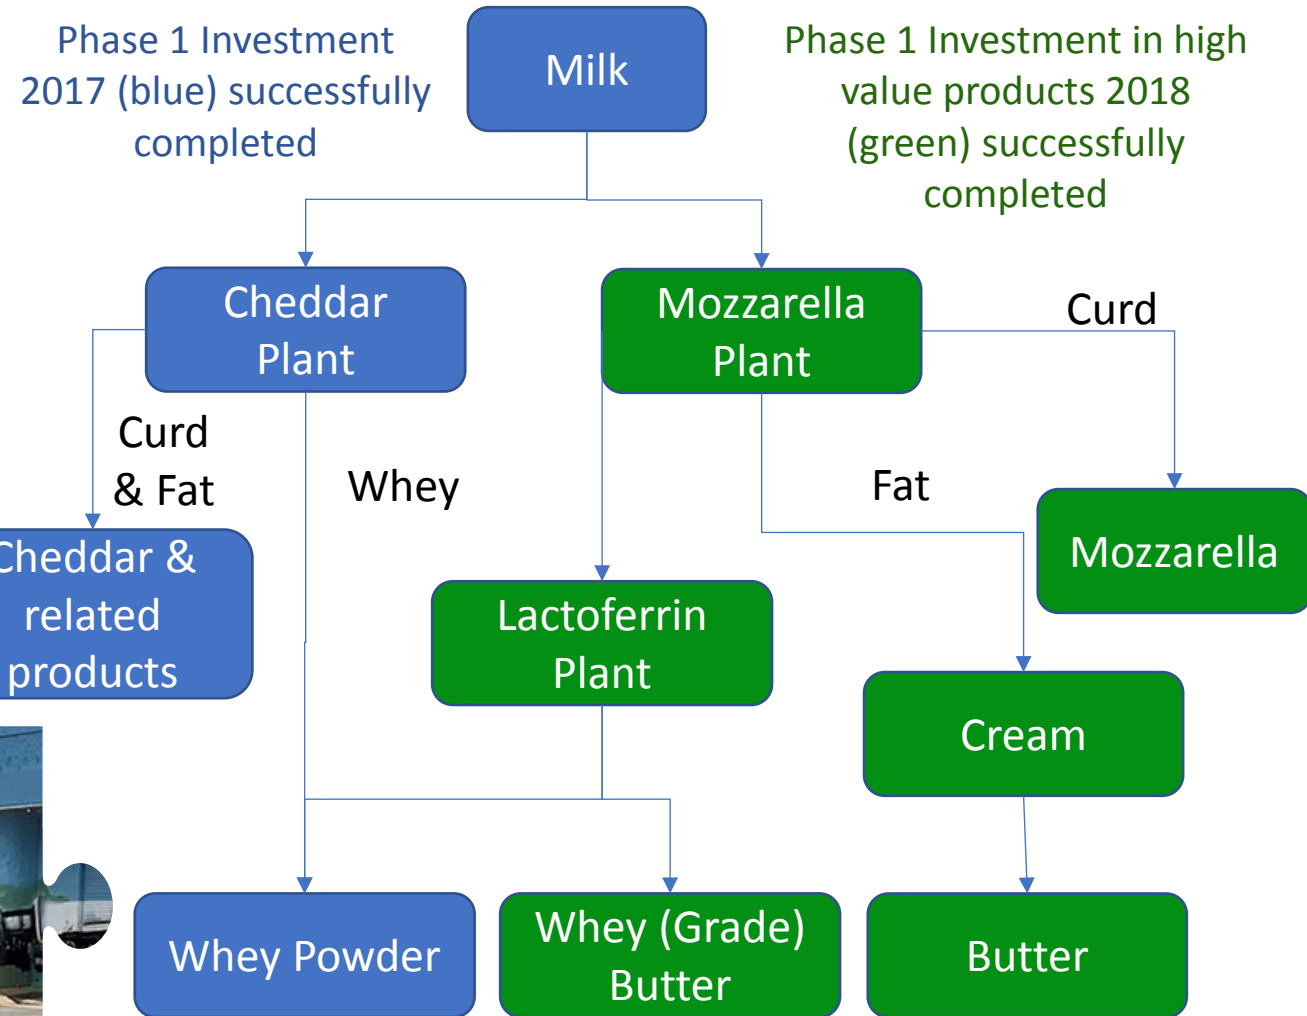 Phase 1 Investment
2017 (blue) successfully
completed
Milk
Phase 1 Investment in high
value products 2018
(green) successfully
completed
Cheddar
Plant
Mozzarella
Plant
Curd
Curd
& Fat
Whey
Fat
Cheddar &
related
products
Lactoferrin
Plant
Mozzarella
Cream
Whey Powder
Whey (Grade)
Butter
Butter